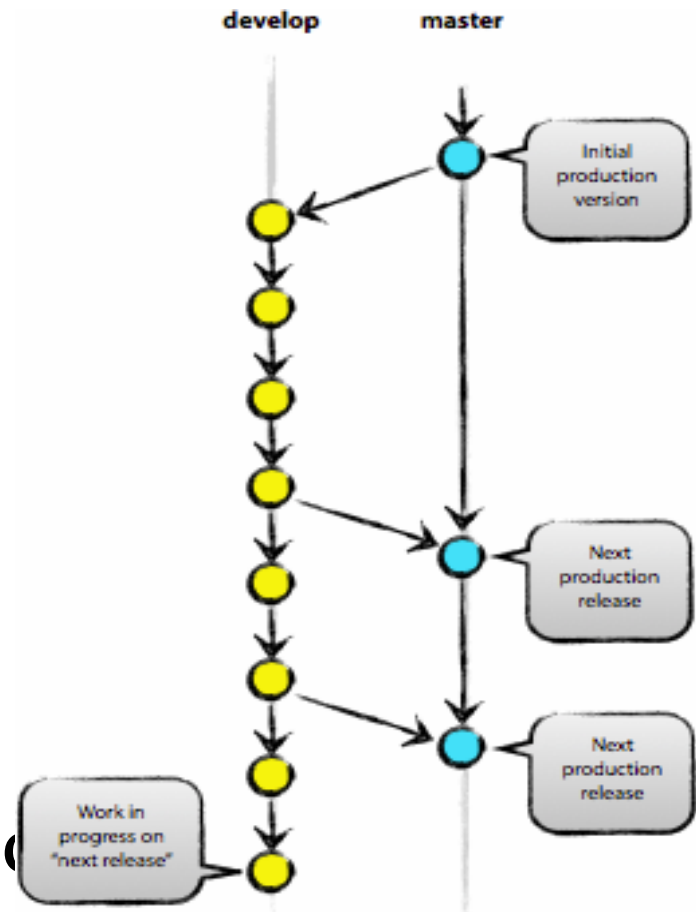 develop master
Initial
production
version
Next
production
release
Next
production
release
Work in
progress on
“next release”